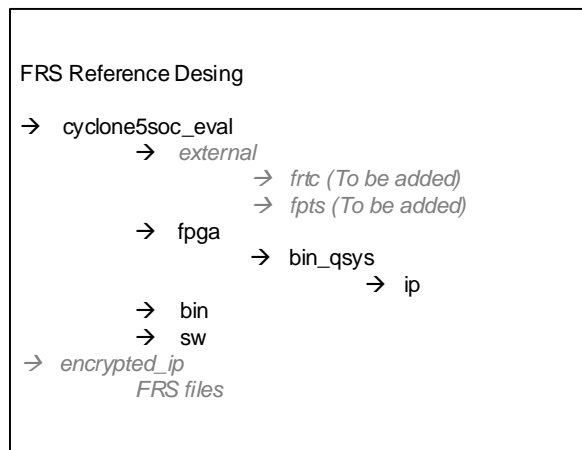 FRS Reference Desing
→ cyclone5soc_eval
→ external
→ frtc (To be added)
→ fpts (To be added)
→ fpga
→ bin_qsys
→ ip
→ bin
→ sw
→ encrypted_ip
FRS files